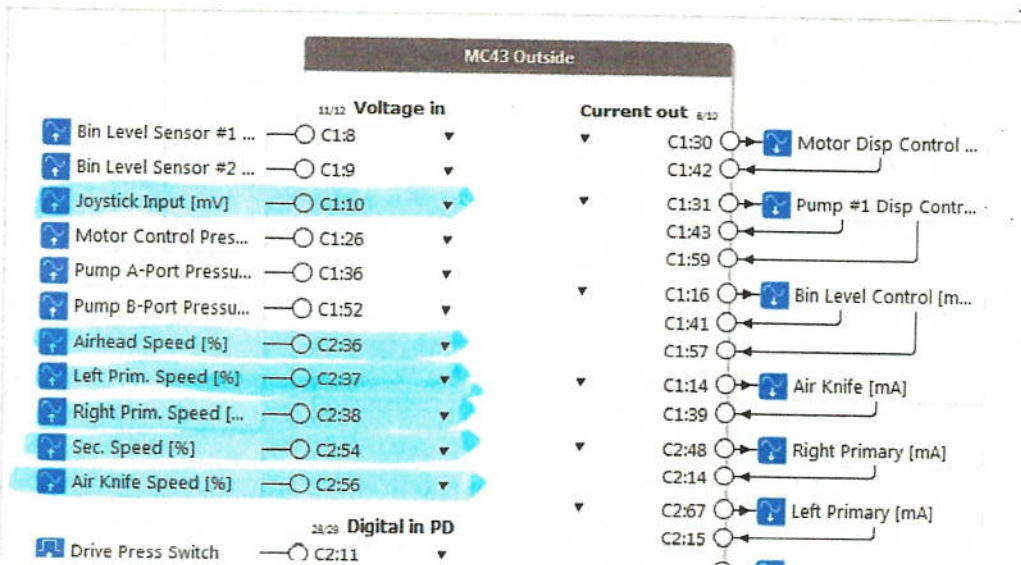 MC43 Outside
11/12 Voltage in
Bin Level Sensor #1 ... C1:8
Bin Level Sensor #2 ... C1:9
Joystick Input [mV] C1:10
Motor Control Pres... C1:26
Pump A-Port Pressu... C1:36
Pump B-Port Pressu... C1:52
Airhead Speed [%] C2:36
Left Prim. Speed [%] C2:37
Right Prim. Speed [... C2:38
Sec. Speed [%] C2:54
Air Knife Speed [%] C2:56
28/29 Digital in PD
Drive Press Switch C2:11
Current out
C1:30 Motor Disp Control ...
C1:42
C1:31 Pump #1 Disp Contr...
C1:43
C1:59
C1:16 Bin Level Control [m...
C1:41
C1:57
C1:14 Air Knife [mA]
C1:39
C2:48 Right Primary [mA]
C2:14
C2:67 Left Primary [mA]
C2:15